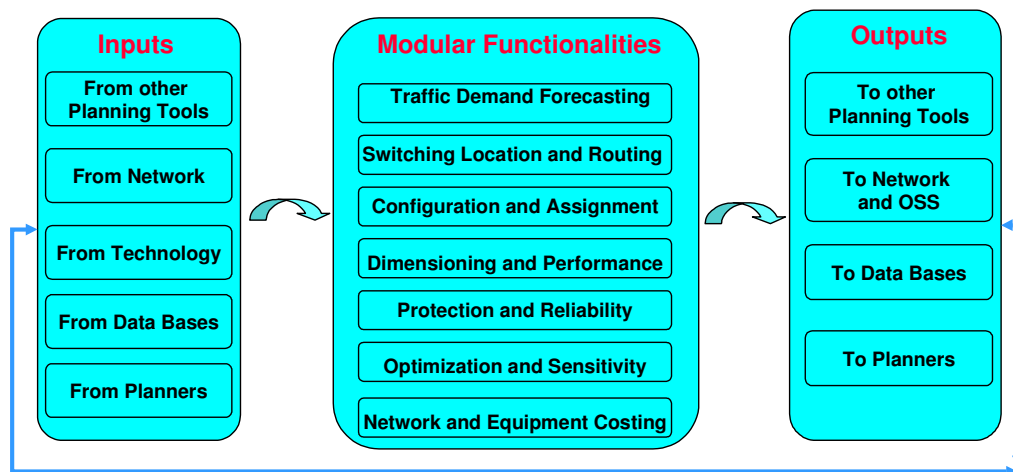 Inputs
From other
Planning Tools
From Network
From Technology
From Data Bases
From Planners
Modular Functionalities
Traffic Demand Forecasting
Switching Location and Routing
Configuration and Assignment
Dimensioning and Performance
Protection and Reliability
Optimization and Sensitivity
Network and Equipment Costing
Outputs
To other
Planning Tools
To Network
and OSS
To Data Bases
To Planners